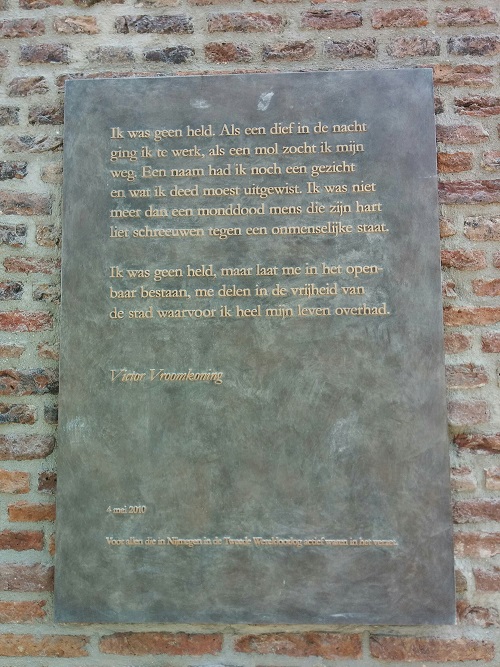 Ik was geen held. Als een dief in de nacht
ging ik te werk, als een mol zocht ik mijn
weg. Een naam had ik noch een gezicht
en wat ik deed moest uitgewist. Ik was niet
meer dan een monddood mens die zijn hart
liet schreeuwen tegen een onmenselijke staat.
Ik was geen held, maar laat me in het open-
baar bestaan, me delen in de vrijheid van
de stad waarvoor ik heel mijn leven overhad.
Victor Vroomkoning
4 mei 2010
Voor allen die in Nijmegen in de Tweede Wereldoorlog actief waren in het verzet.